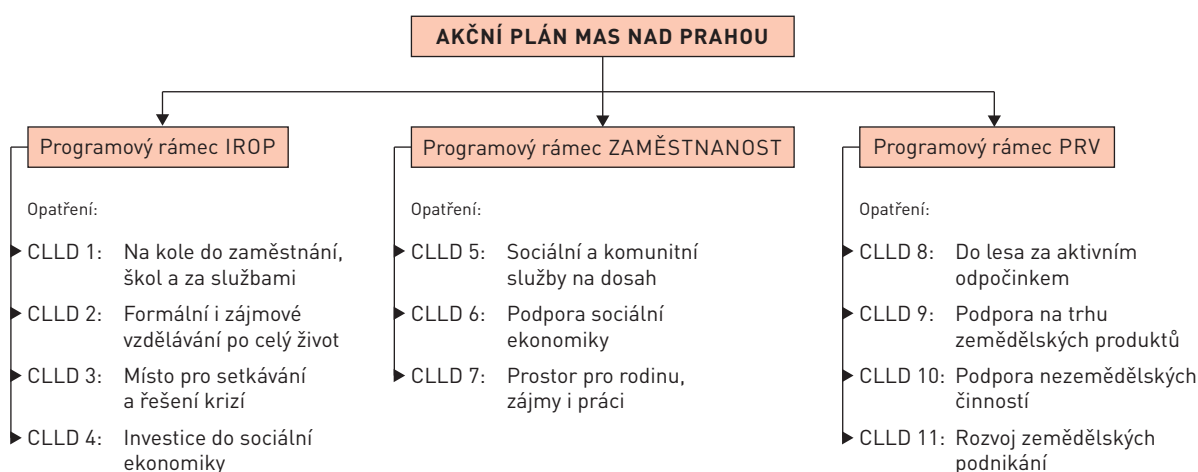 AKČNÍ PLÁN MAS NAD PRAHOU
Programový rámec IROP
Opatření:
CLLD 1: Na kole do zaměstnání,
škol a za službami
CLLD 2: Formální i zájmové
vzdělávání po celý život
CLLD 3: Místo pro setkávání
a řešení krizí
CLLD 4: Investice do sociální
ekonomiky
Programový rámec ZAMĚSTNANOST
Opatření:
CLLD 5: Sociální a komunitní
služby na dosah
CLLD 6: Podpora sociální
ekonomiky
CLLD 7: Prostor pro rodinu,
zájmy i práci
Programový rámec PRV
Opatření:
CLLD 8: Do lesa za aktivním
odpočinkem
CLLD 9: Podpora na trhu
zemědělských produktů
CLLD 10: Podpora nezemědělských
činností
CLLD 11: Rozvoj zemědělských
podnikání